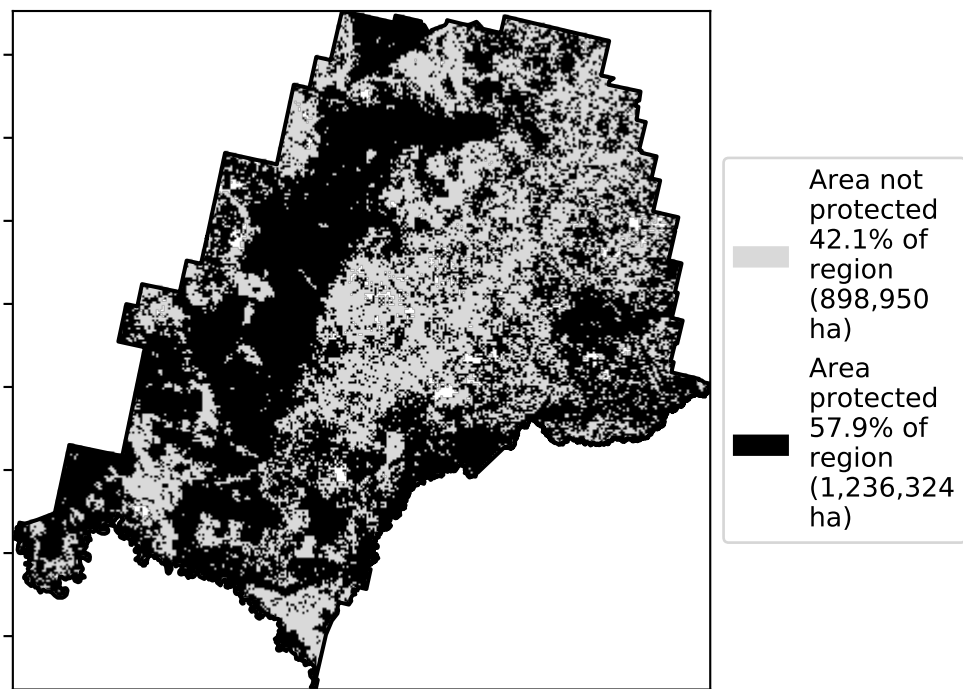 Area not
protected
42.1% of
region
(898,950
ha)
Area
protected
57.9% of
region
(1,236,324
ha)